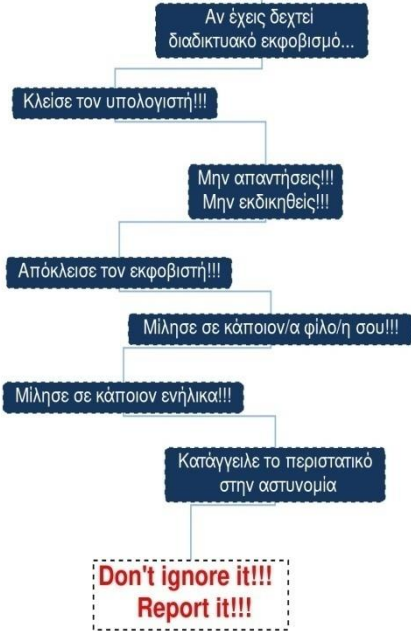 Αν έχεις δεχτεί
διαδικτυακό εκφοβισμό...
Κλείσε τον υπολογιστή!!!
Μην απαντήσεις!!!
Μην εκδικηθείς!!!
Απόκλεισε τον εκφοβιστή!!!
Μίλησε σε κάποιον/α φίλο/η σου!!!
Μίλησε σε κάποιον ενήλικα!!!
Κατάγγειλε το περιστατικό
στην αστυνομία
Don't ignore it!!!
Report it!!!